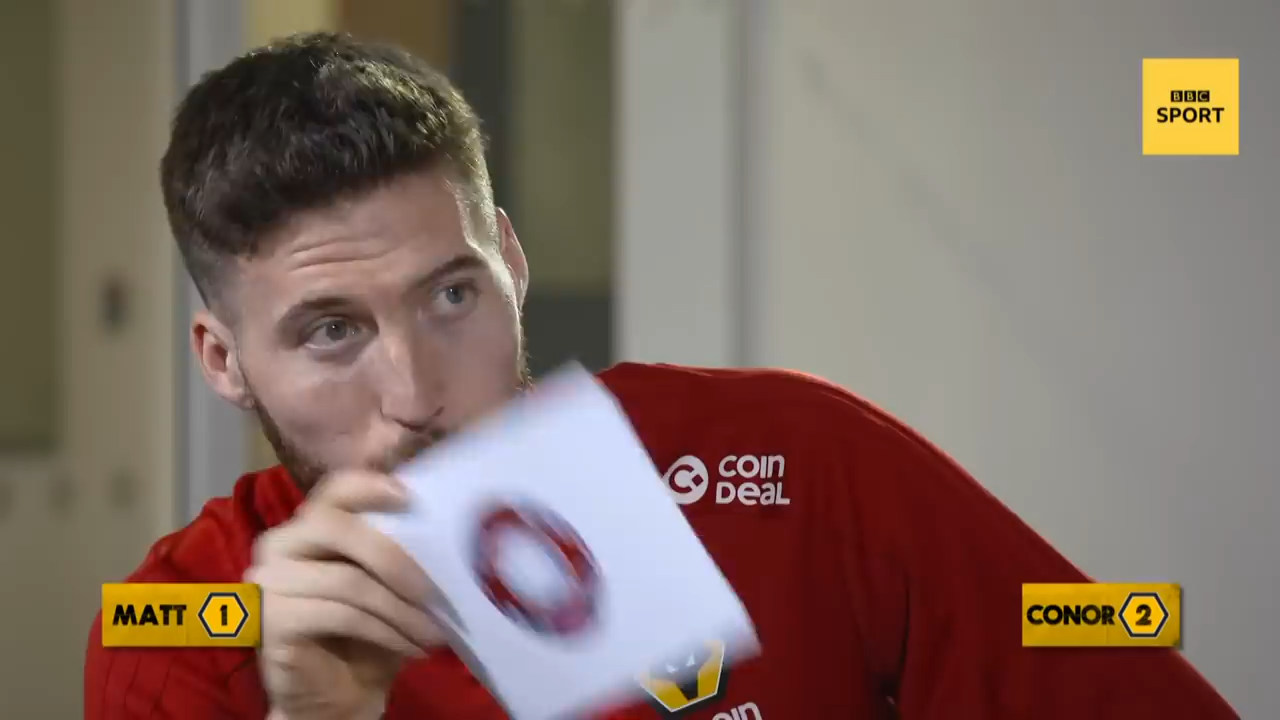 BBC
SPORT
COIN
DEAL
MATT 1
CONOR 2